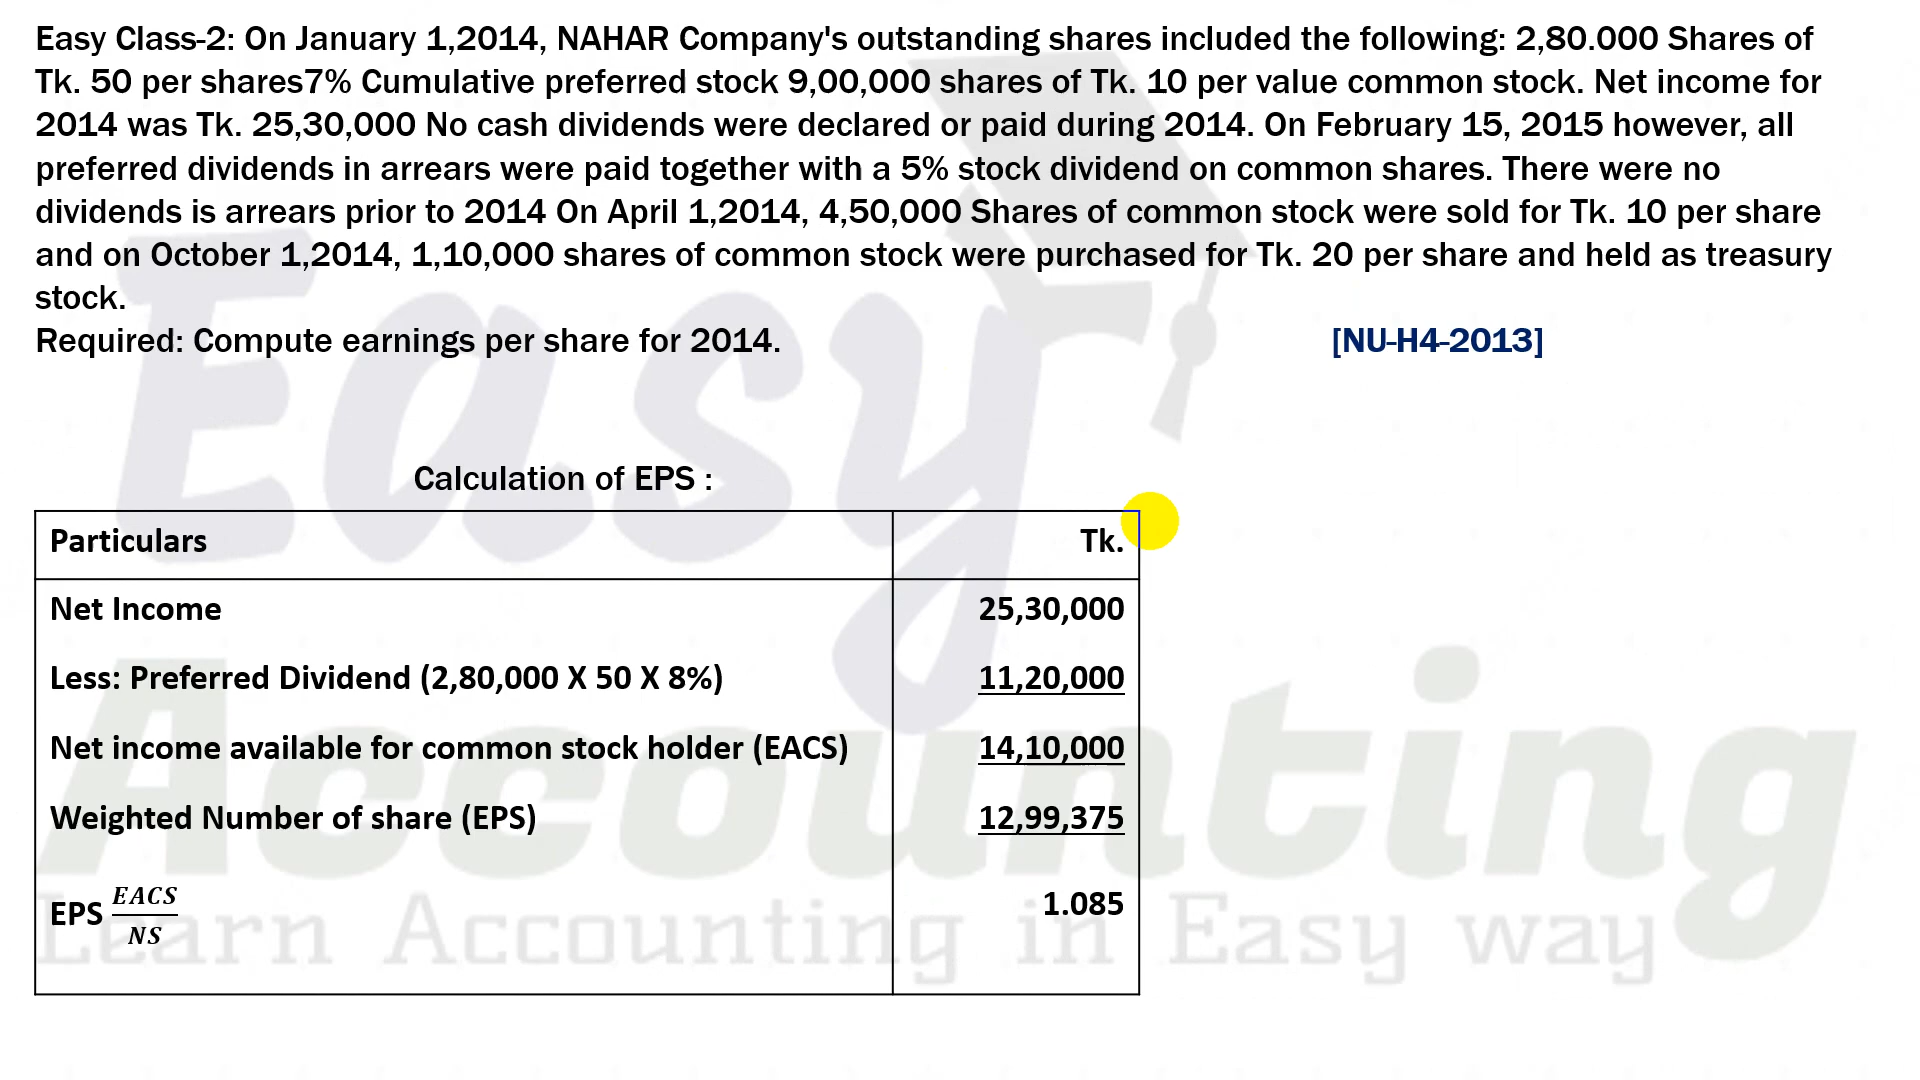 Easy Class-2: On January 1,2014, NAHAR Company's outstanding shares included the following: 2,80.000 Shares of
Tk. 50 per shares7% Cumulative preferred stock 9,00,000 shares of Tk. 10 per value common stock. Net income for
2014 was Tk. 25,30,000 No cash dividends were declared or paid during 2014. On February 15, 2015 however, all
preferred dividends in arrears were paid together with a 5% stock dividend on common shares. There were no
dividends is arrears prior to 2014 On April 1,2014, 4,50,000 Shares of common stock were sold for Tk. 10 per share
and on October 1,2014, 1,10,000 shares of common stock were purchased for Tk. 20 per share and held as treasury
stock.
Required: Compute earnings per share for 2014. [NU-H4-2013]
Calculation of EPS :
Particulars Tk.
Net Income 25,30,000
Less: Preferred Dividend (2,80,000 X 50 X 8%) 11,20,000
Net income available for common stock holder (EACS) 14,10,000
Weighted Number of share (EPS) 12,99,375
EPS EACS/NS 1.085
Easy
Accounting
Learn Accounting in Easy way